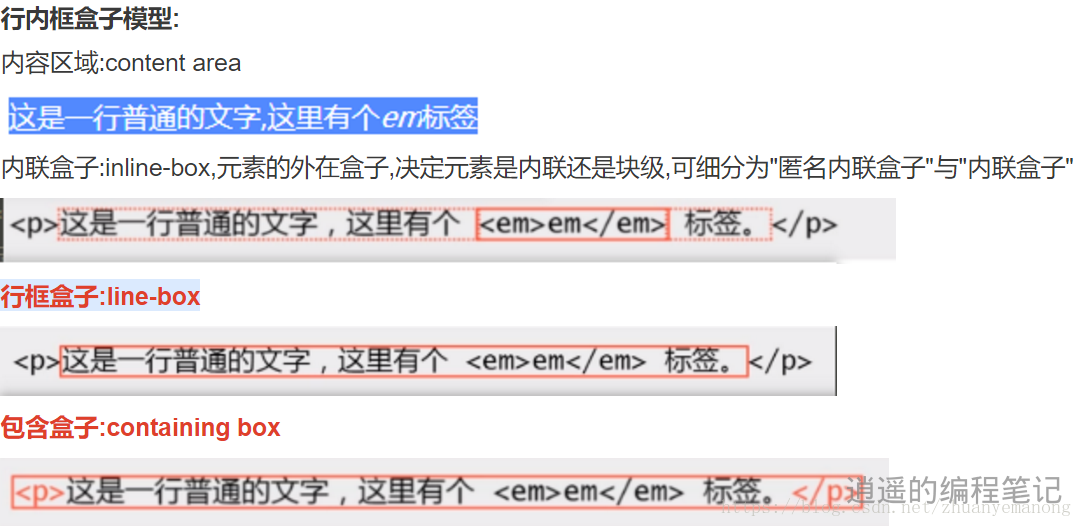 行内框盒子模型:
内容区域:content area
这是一行普通的文字,这里有个em标签
内联盒子:inline-box,元素的外在盒子,决定元素是内联还是块级,可细分为"匿名内联盒子"与"内联盒子"
<p>这是一行普通的文字，这里有个 <em>em</em> 标签。</p>
行框盒子:line-box
<p>这是一行普通的文字，这里有个 <em>em</em> 标签。</p>
包含盒子:containing box
<p>这是一行普通的文字，这里有个 <em>em</em> 标签。</p>
逍遥的编程笔记
https://blog.csdn.net/zhuanyemanong